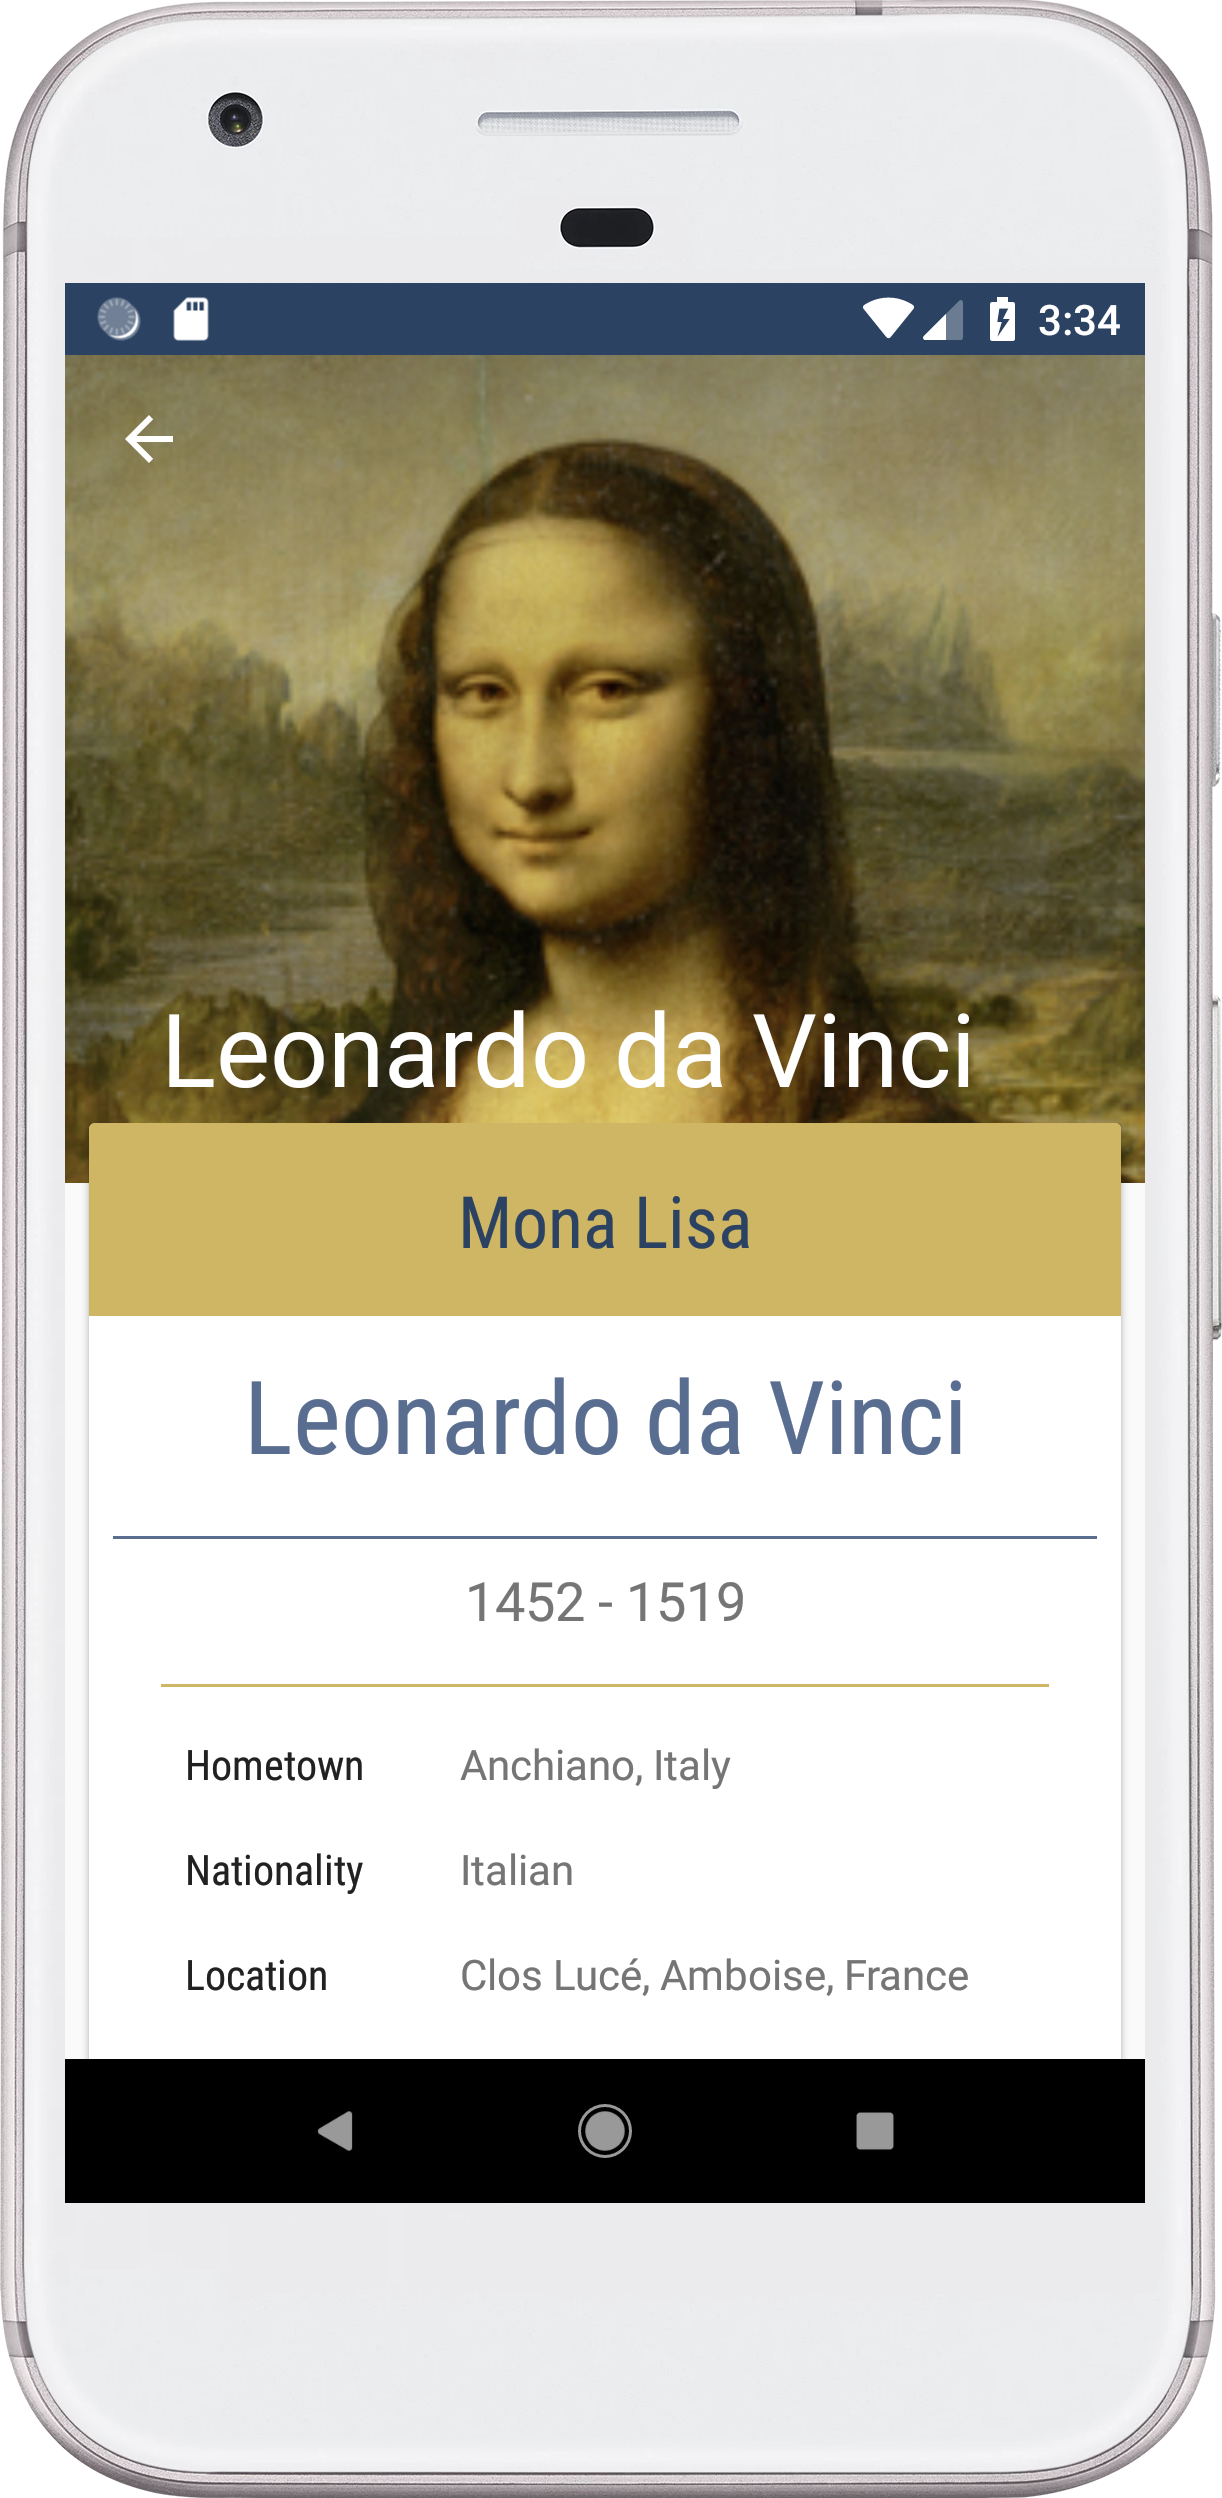 3:34
Leonardo da Vinci
Mona Lisa
Leonardo da Vinci
1452 - 1519
Hometown Anchiano, Italy
Nationality Italian
Location Clos Lucé, Amboise, France